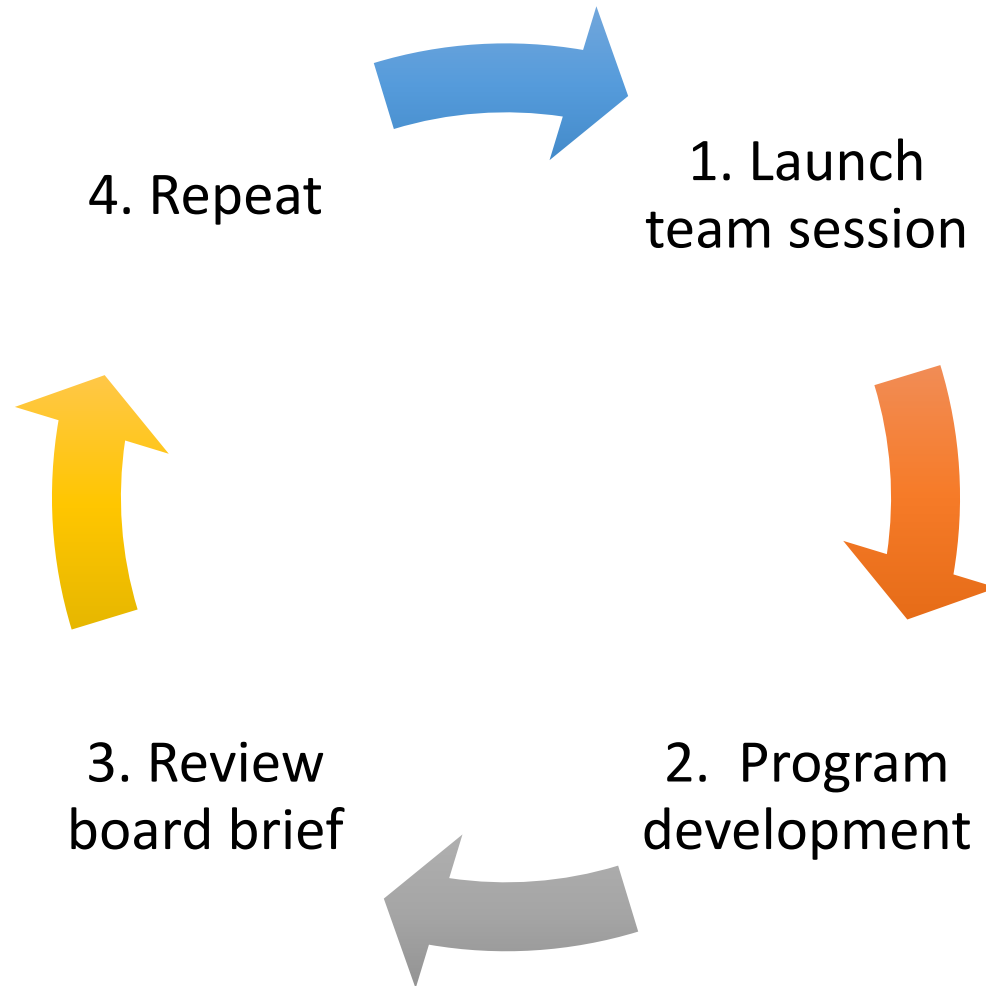 1. Launch
team session
2.  Program
development
3. Review
board brief
4. Repeat